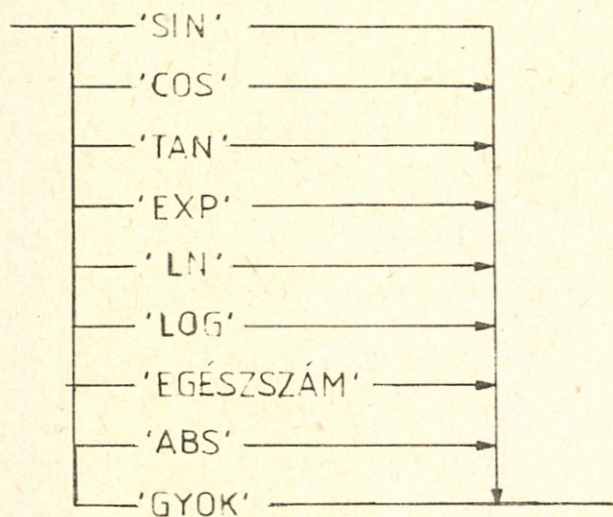 'SIN'
'COS'
'TAN'
'EXP'
'LN'
'LOG'
'EGÉSZSZÁM'
'ABS'
'GYOK'